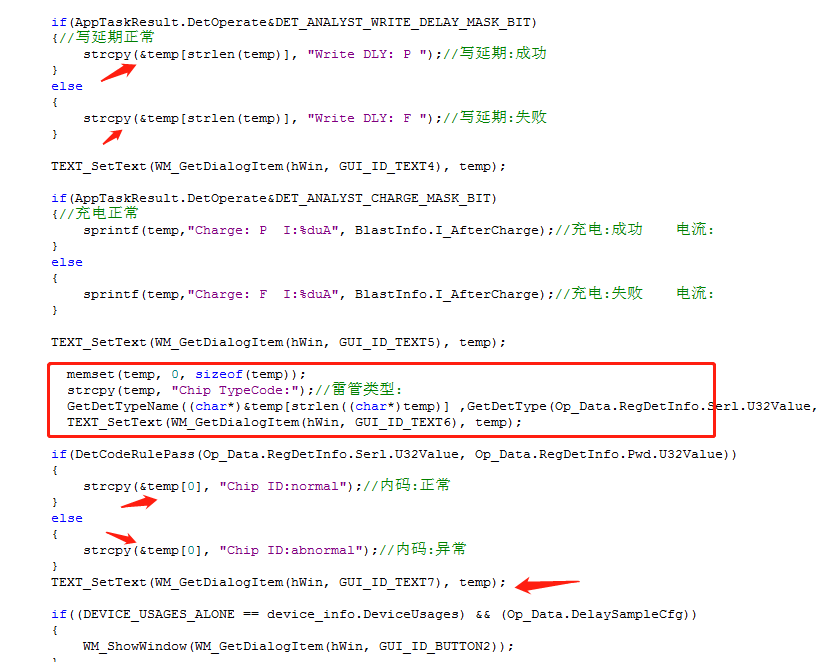 if(AppTaskResult.DetOperate&DET_ANALYST_WRITE_DELAY_MASK_BIT)
{//写延期正常
strcpy(&temp[strlen(temp)], "Write DLY: P ");//写延期:成功
}
else
{
strcpy(&temp[strlen(temp)], "Write DLY: F ");//写延期:失败
}
TEXT_SetText(WM_GetDialogItem(hWin, GUI_ID_TEXT4), temp);
if(AppTaskResult.DetOperate&DET_ANALYST_CHARGE_MASK_BIT)
{//充电正常
sprintf(temp,"Charge: P  I:%duA", BlastInfo.I_AfterCharge);//充电:成功    电流:
}
else
{
sprintf(temp,"Charge: F  I:%duA", BlastInfo.I_AfterCharge);//充电:失败    电流:
}
TEXT_SetText(WM_GetDialogItem(hWin, GUI_ID_TEXT5), temp);
memset(temp, 0, sizeof(temp));
strcpy(temp, "Chip TypeCode:");//雷管类型:
GetDetTypeName((char*)&temp[strlen((char*)temp)] ,GetDetType(Op_Data.RegDetInfo.Serl.U32Value,
TEXT_SetText(WM_GetDialogItem(hWin, GUI_ID_TEXT6), temp);
if(DetCodeRulePass(Op_Data.RegDetInfo.Serl.U32Value, Op_Data.RegDetInfo.Pwd.U32Value))
{
strcpy(&temp[0], "Chip ID:normal");//内码:正常
}
else
{
strcpy(&temp[0], "Chip ID:abnormal");//内码:异常
}
TEXT_SetText(WM_GetDialogItem(hWin, GUI_ID_TEXT7), temp);
if((DEVICE_USAGES_ALONE == device_info.DeviceUsages) && (Op_Data.DelaySampleCfg))
{
WM_ShowWindow(WM_GetDialogItem(hWin, GUI_ID_BUTTON2));
}